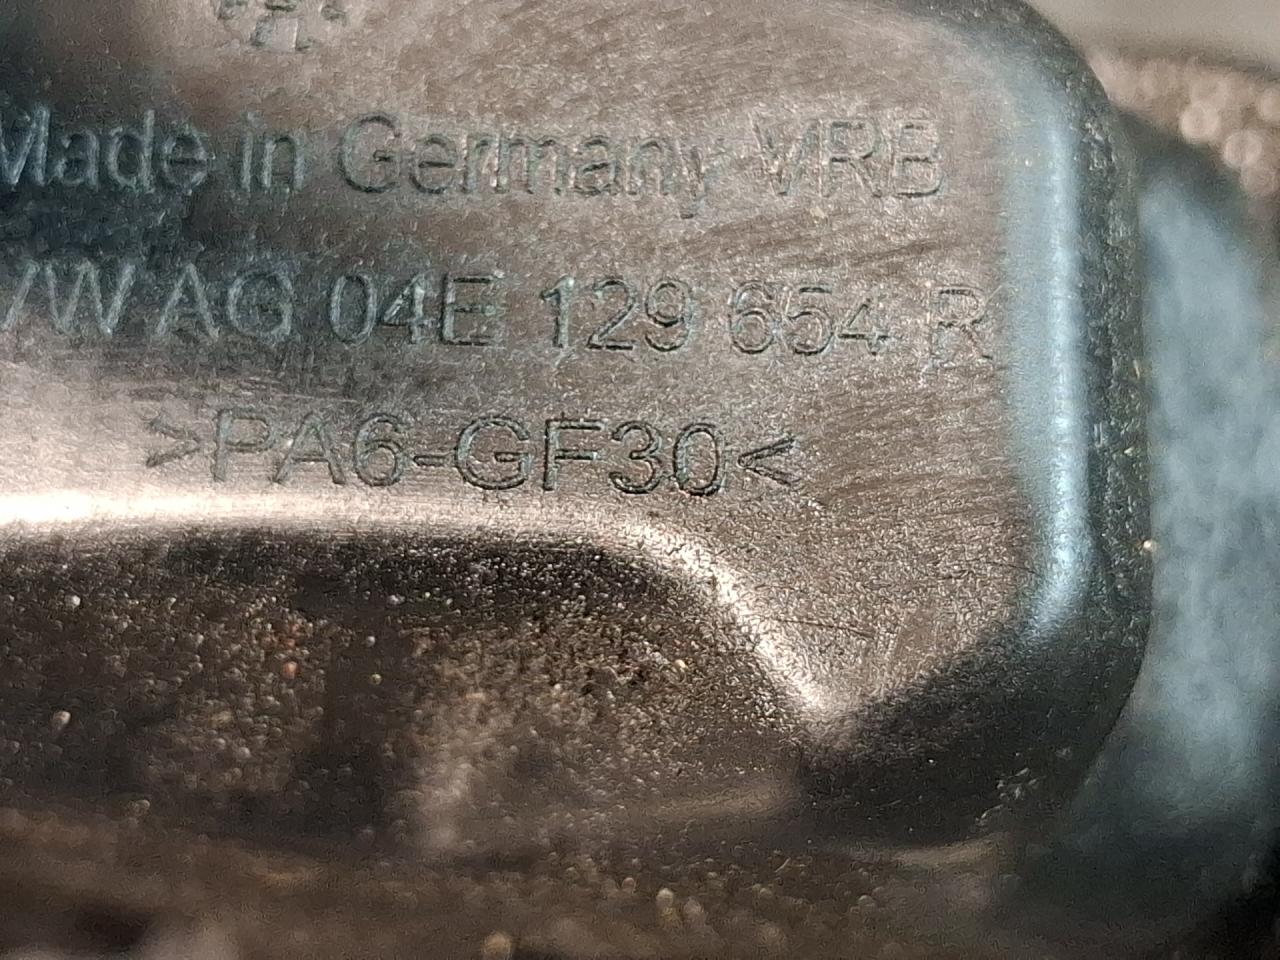 Made in Germany VRB
VW AG 04E 129 654 R
>PA6-GF30<